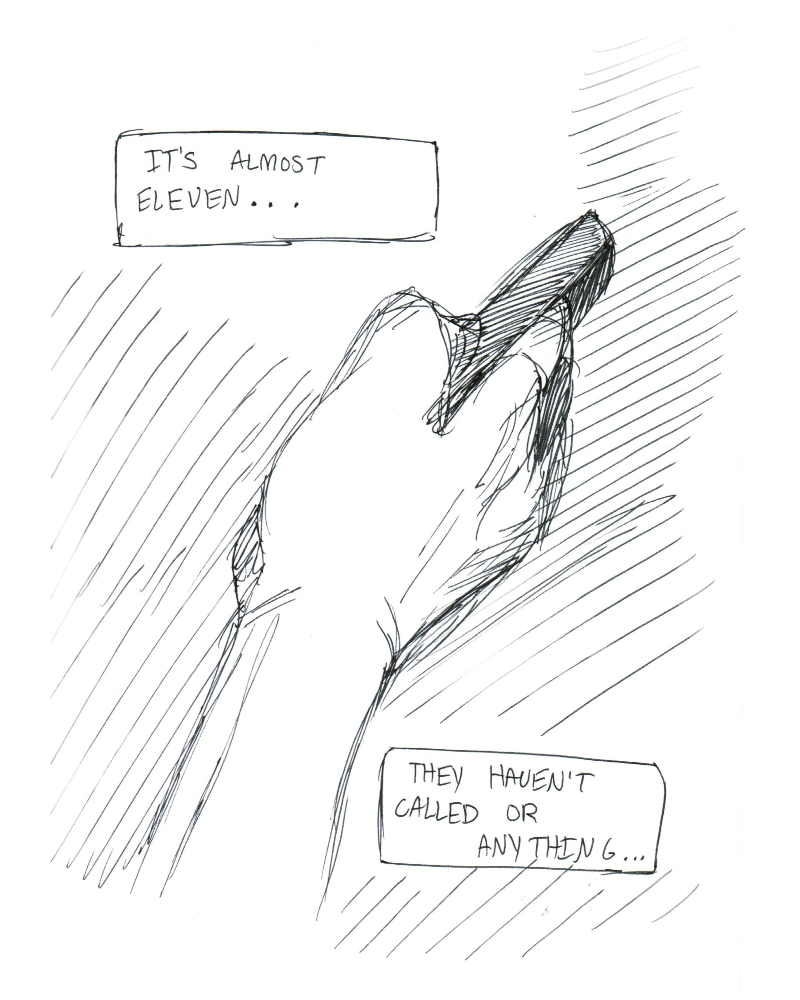 IT'S ALMOST
ELEVEN...
THEY HAVEN'T
CALLED OR
ANYTHING...